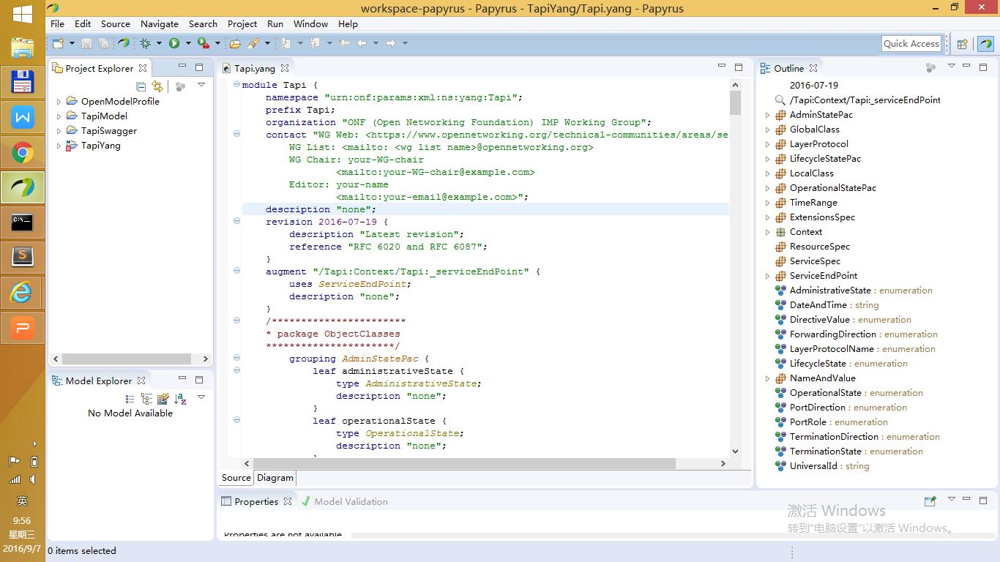 workspace-papyrus - Papyrus - TapiYang/Tapi.yang - Papyrus
File Edit Source Navigate Search Project Run Window Help
Quick Access
Project Explorer
OpenModelProfile
TapiModel
TapiSwagger
TapiYang
Model Explorer
No Model Available
Tapi.yang
module Tapi {
namespace "urn:onf:params:xml:ns:yang:Tapi";
prefix Tapi;
organization "ONF (Open Networking Foundation) IMP Working Group";
contact "WG Web: <https://www.opennetworking.org/technical-communities/areas/se
WG List: <mailto: <wg list name>@opennetworking.org>
WG Chair: your-WG-chair
<mailto:your-WG-chair@example.com>
Editor: your-name
<mailto:your-email@example.com>";
description "none";
revision 2016-07-19 {
description "Latest revision";
reference "RFC 6020 and RFC 6087";
}
augment "/Tapi:Context/Tapi:_serviceEndPoint" {
uses ServiceEndPoint;
description "none";
}
/***********************
* package ObjectClasses
**********************/
grouping AdminStatePac {
leaf administrativeState {
type AdministrativeState;
description "none";
}
leaf operationalState {
type OperationalState;
description "none";
}
Source Diagram
Outline
2016-07-19
/Tapi:Context/Tapi:_serviceEndPoint
AdminStatePac
GlobalClass
LayerProtocol
LifecycleStatePac
LocalClass
OperationalStatePac
TimeRange
ExtensionsSpec
Context
ResourceSpec
ServiceSpec
ServiceEndPoint
AdministrativeState : enumeration
DateAndTime : string
DirectiveValue : enumeration
ForwardingDirection : enumeration
LayerProtocolName : enumeration
LifecycleState : enumeration
NameAndValue
OperationalState : enumeration
PortDirection : enumeration
PortRole : enumeration
TerminationDirection : enumeration
TerminationState : enumeration
UniversalId : string
Properties
Model Validation
Properties are not available.
激活 Windows
转到"电脑设置"以激活 Windows。
0 items selected
英
9:56
星期三
2016/9/7